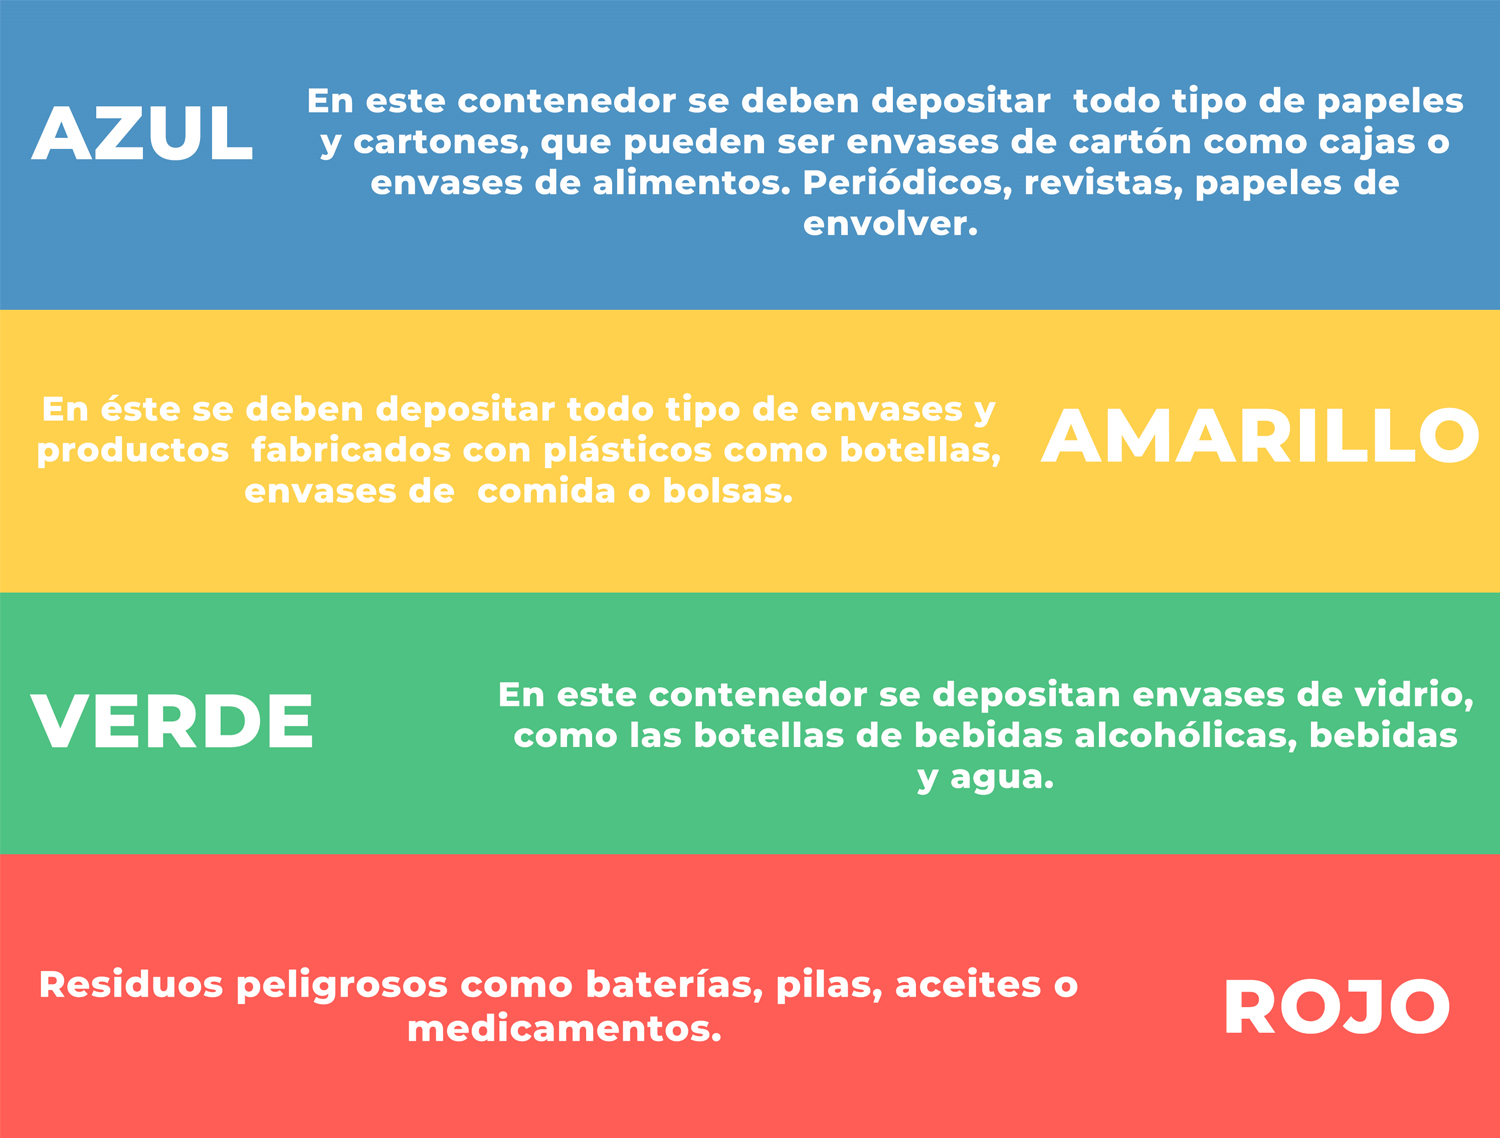 AZUL
En este contenedor se deben depositar  todo tipo de papeles
y cartones, que pueden ser envases de cartón como cajas o
envases de alimentos. Periódicos, revistas, papeles de
envolver.
En éste se deben depositar todo tipo de envases y
productos  fabricados con plásticos como botellas,
envases de  comida o bolsas.
AMARILLO
VERDE
En este contenedor se depositan envases de vidrio,
como las botellas de bebidas alcohólicas, bebidas
y agua.
Residuos peligrosos como baterías, pilas, aceites o
medicamentos.
ROJO